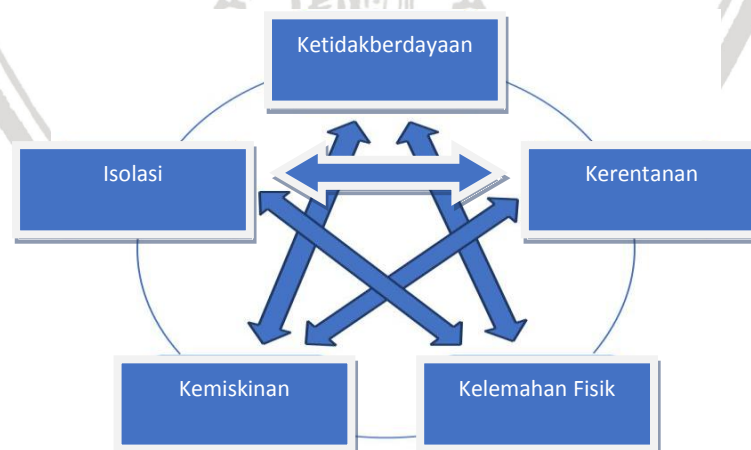 Ketidakberdayaan
Isolasi
Kerentanan
Kemiskinan
Kelemahan Fisik